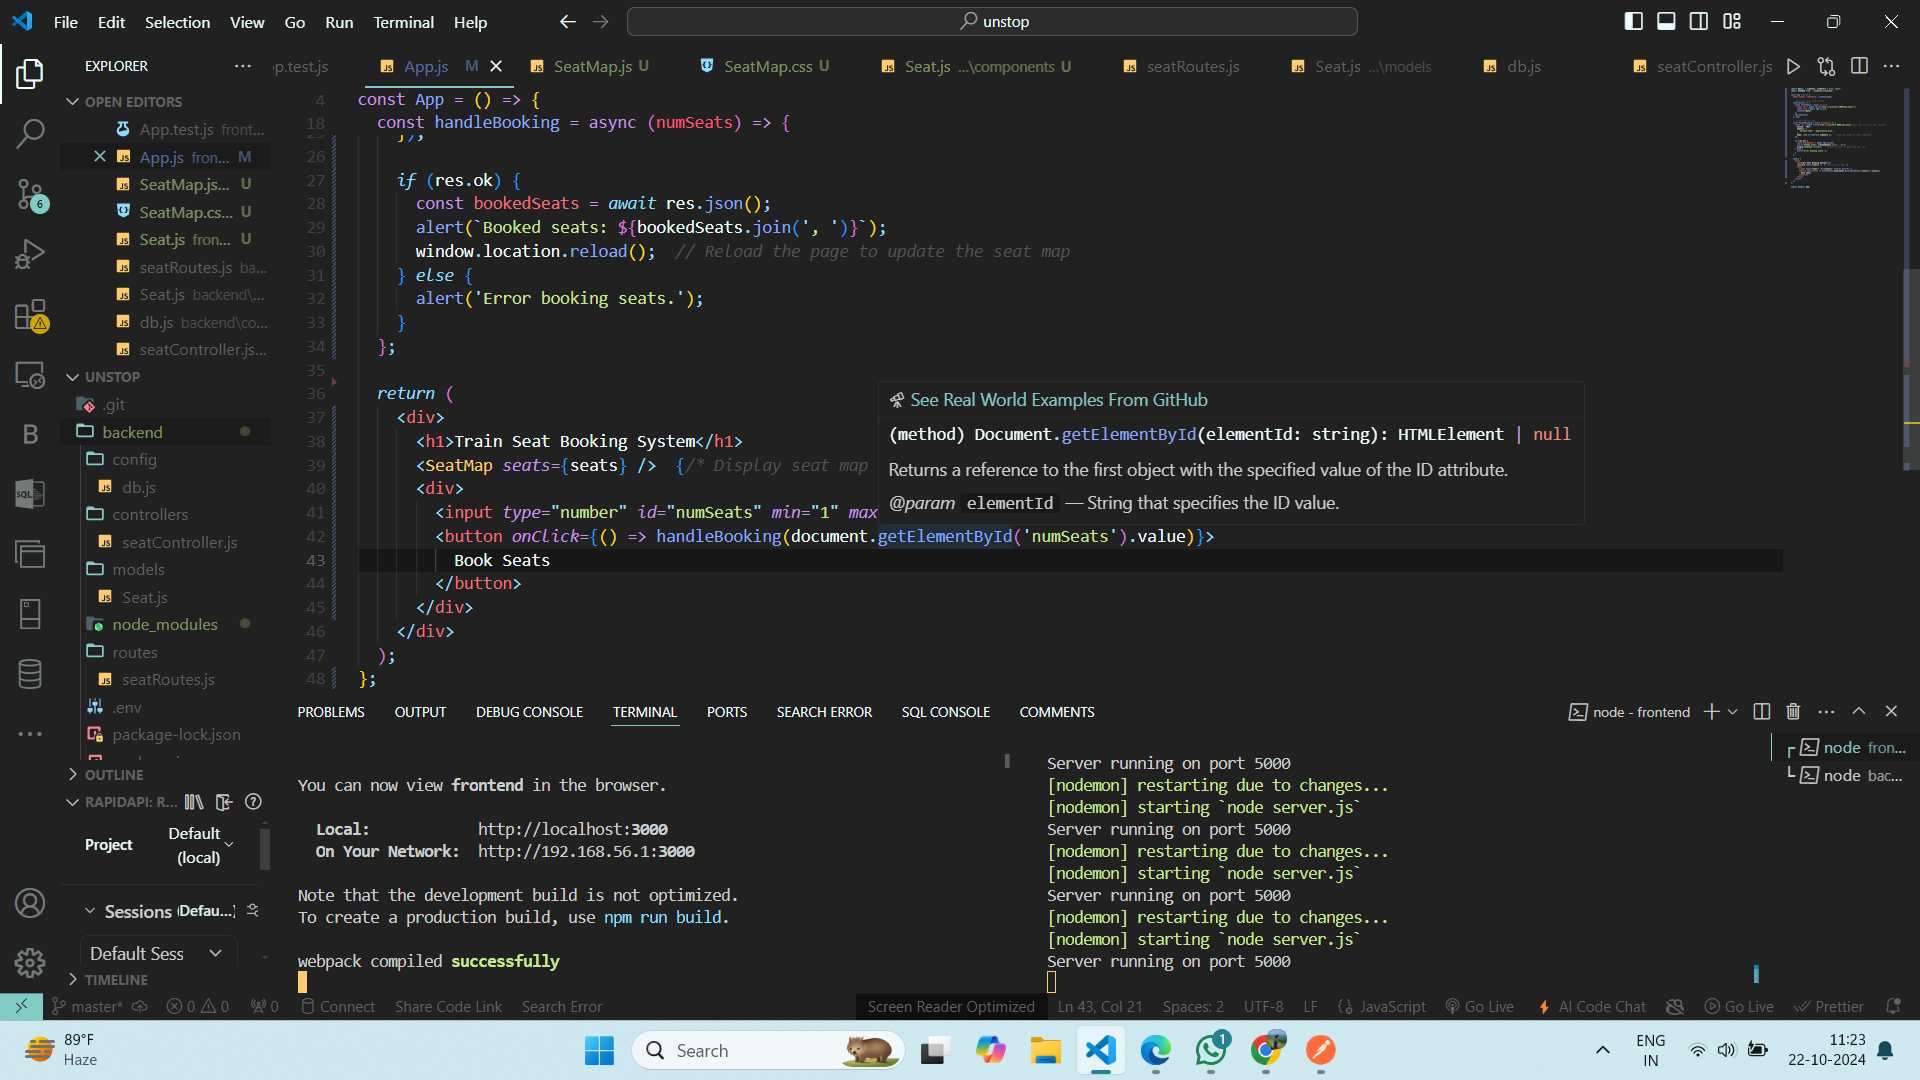 File Edit Selection View Go Run Terminal Help
unstop
EXPLORER
p.test.js
App.js M
SeatMap.js U
SeatMap.css U
Seat.js ...\components U
seatRoutes.js
Seat.js ...\models
db.js
seatController.js
OPEN EDITORS
App.test.js front...
App.js fron... M
SeatMap.js... U
SeatMap.cs... U
Seat.js fron... U
seatRoutes.js ba...
Seat.js backend\...
db.js backend\co...
seatController.js...
UNSTOP
.git
backend
config
db.js
controllers
seatController.js
models
Seat.js
node_modules
routes
seatRoutes.js
.env
package-lock.json
OUTLINE
RAPIDAPI: R...
Project
Default (local)
Sessions (Defau...)
Default Sess
TIMELINE
6
SQL
4 const App = () => {
18 const handleBooking = async (numSeats) => {
25 });
26
27 if (res.ok) {
28 const bookedSeats = await res.json();
29 alert(`Booked seats: ${bookedSeats.join(', ')}`);
30 window.location.reload();  // Reload the page to update the seat map
31 } else {
32 alert('Error booking seats.');
33 }
34 };
35
36 return (
37 <div>
38 <h1>Train Seat Booking System</h1>
39 <SeatMap seats={seats} />  {/* Display seat map
40 <div>
41 <input type="number" id="numSeats" min="1" max
42 <button onClick={() => handleBooking(document.getElementById('numSeats').value)}>
43 Book Seats
44 </button>
45 </div>
46 </div>
47 );
48 };
See Real World Examples From GitHub
(method) Document.getElementById(elementId: string): HTMLElement | null
Returns a reference to the first object with the specified value of the ID attribute.
@param elementId — String that specifies the ID value.
PROBLEMS OUTPUT DEBUG CONSOLE TERMINAL PORTS SEARCH ERROR SQL CONSOLE COMMENTS
node - frontend
node fron...
node bac...
You can now view frontend in the browser.
Local: http://localhost:3000
On Your Network: http://192.168.56.1:3000
Note that the development build is not optimized.
To create a production build, use npm run build.
webpack compiled successfully
Server running on port 5000
[nodemon] restarting due to changes...
[nodemon] starting `node server.js`
Server running on port 5000
[nodemon] restarting due to changes...
[nodemon] starting `node server.js`
Server running on port 5000
[nodemon] restarting due to changes...
[nodemon] starting `node server.js`
Server running on port 5000
master* 0 0 0 Connect Share Code Link Search Error Screen Reader Optimized Ln 43, Col 21 Spaces: 2 UTF-8 LF {} JavaScript Go Live AI Code Chat Go Live Prettier
89°F
Haze
Search
1
ENG
IN
11:23
22-10-2024